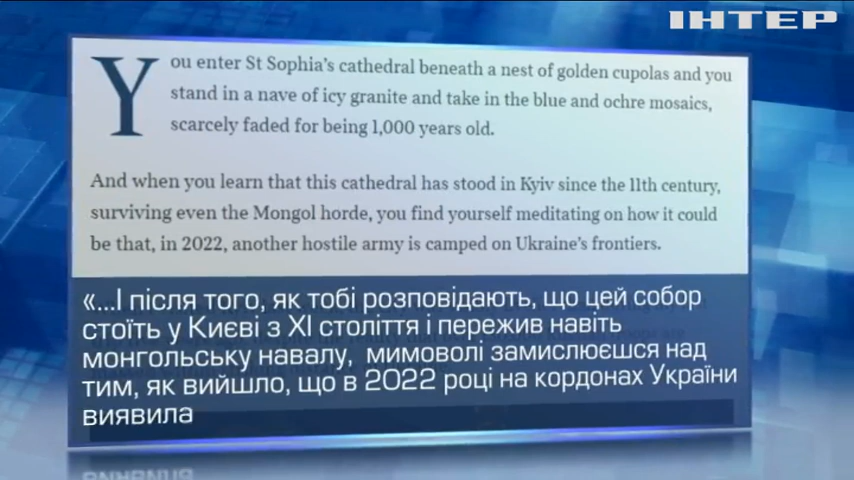 ІНТЕР
You enter St Sophia's cathedral beneath a nest of golden cupolas and you
stand in a nave of icy granite and take in the blue and ochre mosaics,
scarcely faded for being 1,000 years old.
And when you learn that this cathedral has stood in Kyiv since the 11th century,
surviving even the Mongol horde, you find yourself meditating on how it could
be that, in 2022, another hostile army is camped on Ukraine's frontiers.
«...І після того, як тобі розповідають, що цей собор
стоїть у Києві з XI століття і пережив навіть
монгольську навалу, мимоволі замислюєшся над
тим, як вийшло, що в 2022 році на кордонах України
виявила